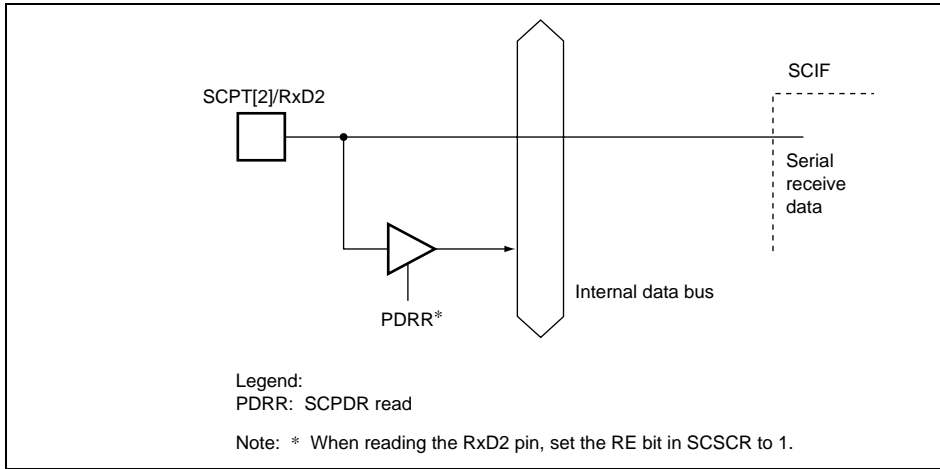 SCIF
SCPT[2]/RxD2
Serial
receive
data
Internal data bus
PDRR*
Legend:
PDRR: SCPDR read
Note: * When reading the RxD2 pin, set the RE bit in SCSCR to 1.